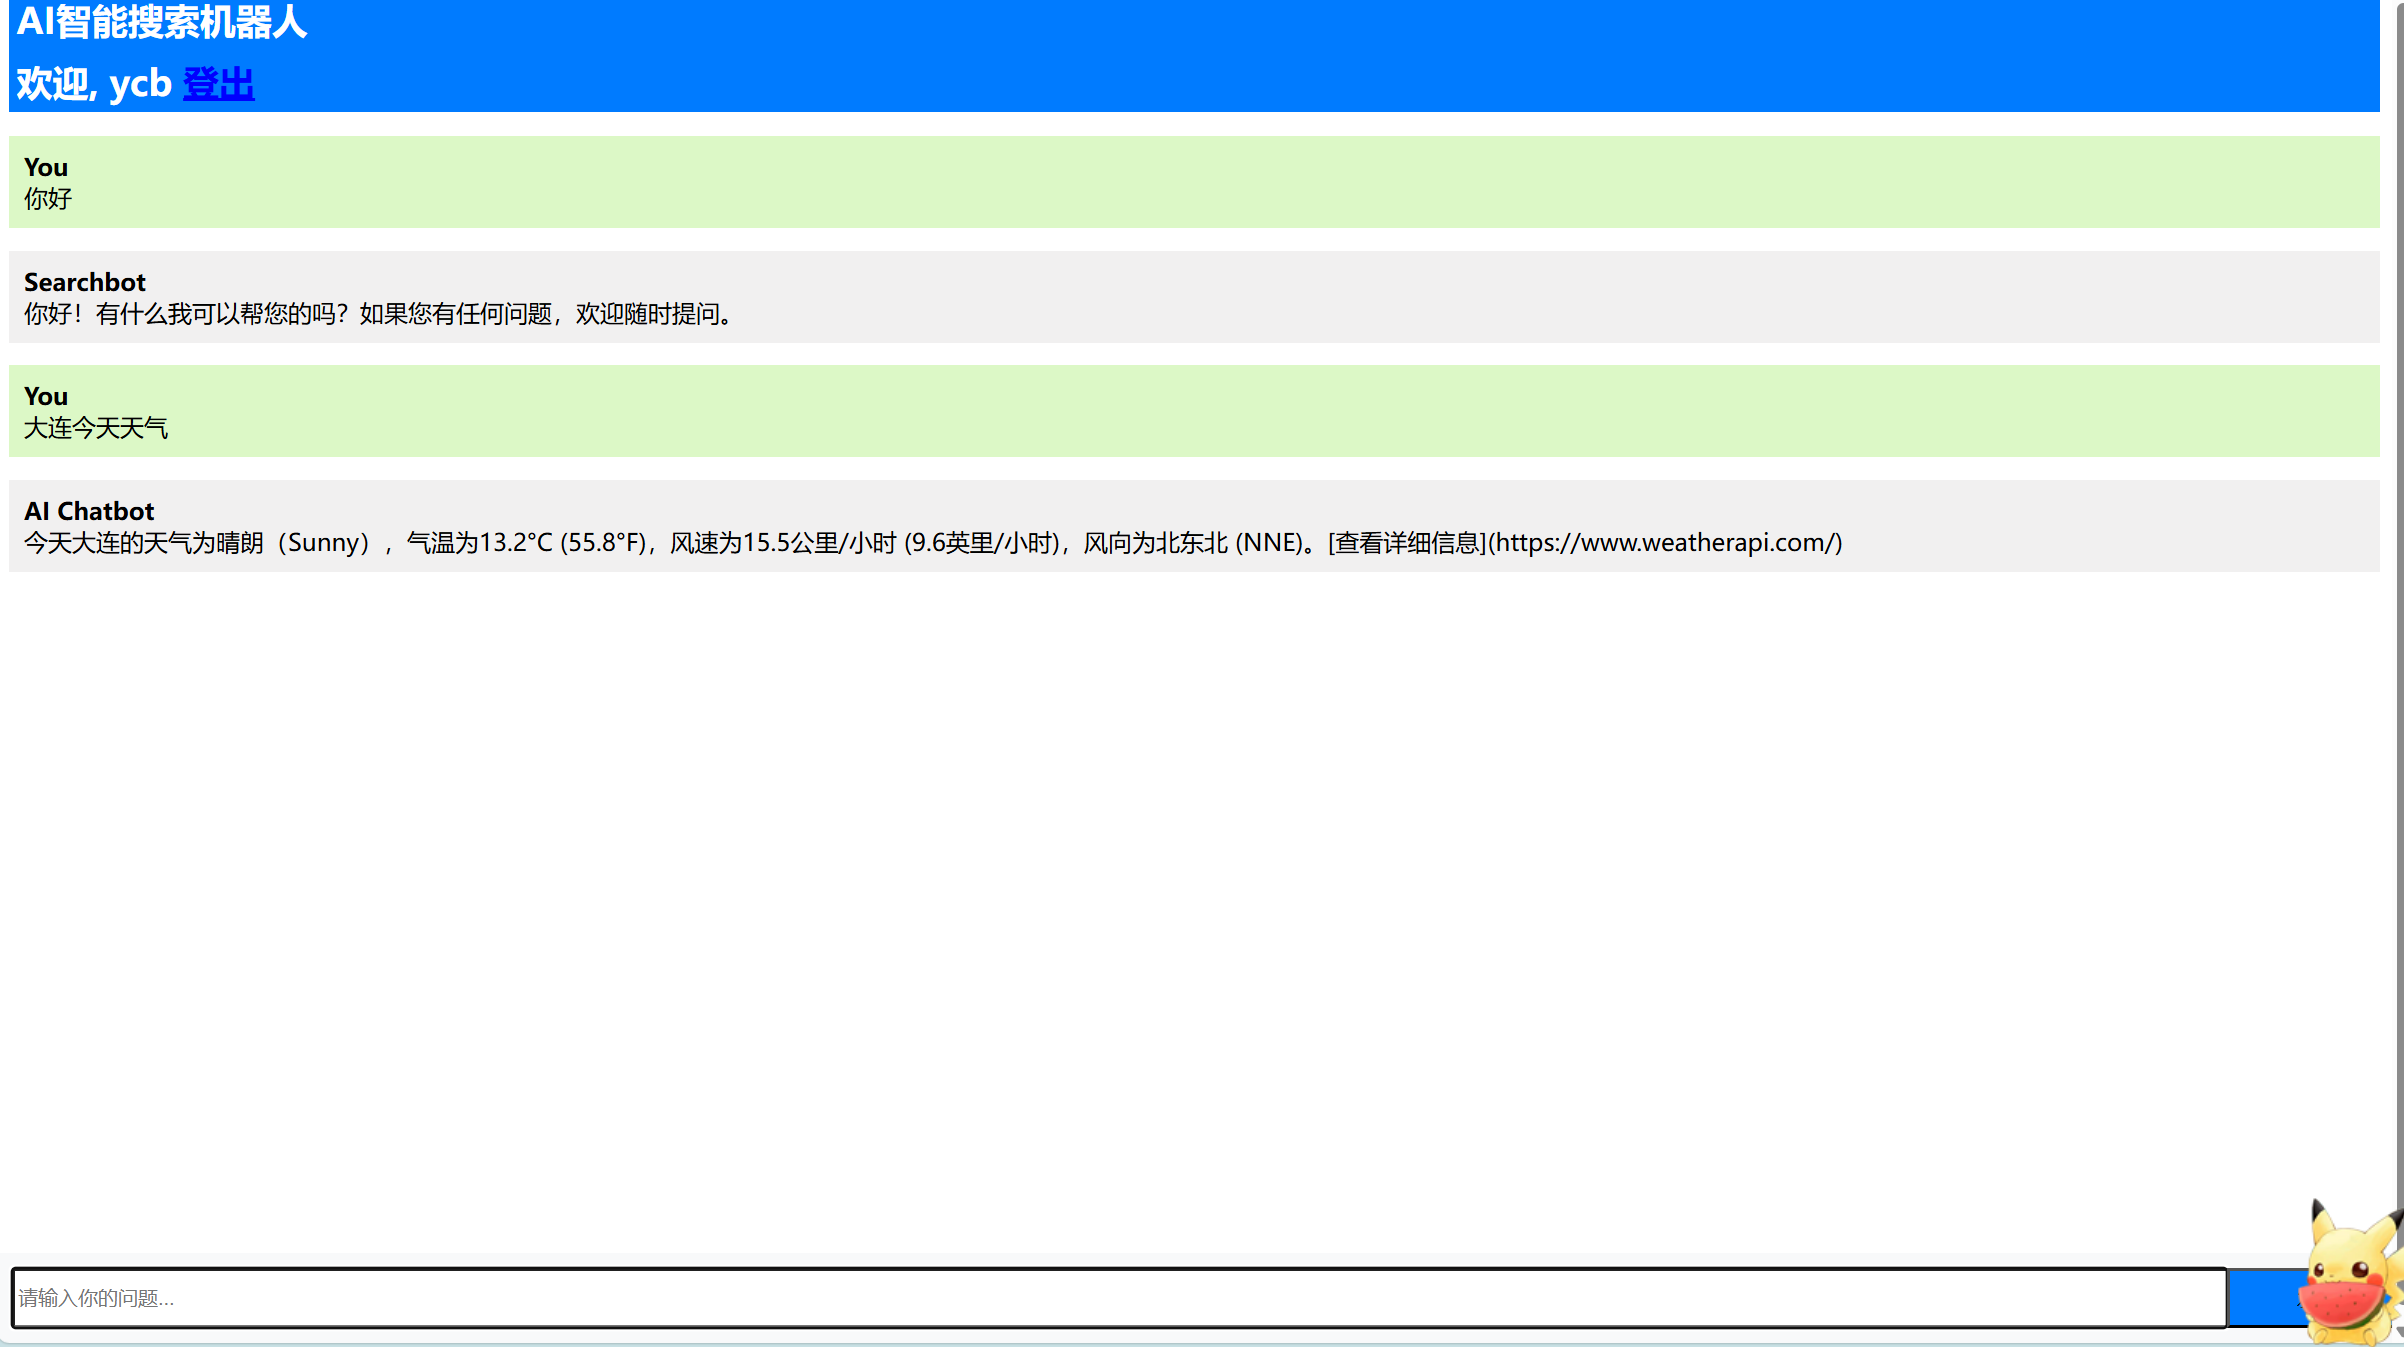 AI智能搜索机器人
欢迎, ycb 登出
You
你好
Searchbot
你好！有什么我可以帮您的吗？如果您有任何问题，欢迎随时提问。
You
大连今天天气
AI Chatbot
今天大连的天气为晴朗（Sunny），气温为13.2°C (55.8°F)，风速为15.5公里/小时 (9.6英里/小时)，风向为北东北 (NNE)。[查看详细信息](https://www.weatherapi.com/)
请输入你的问题...